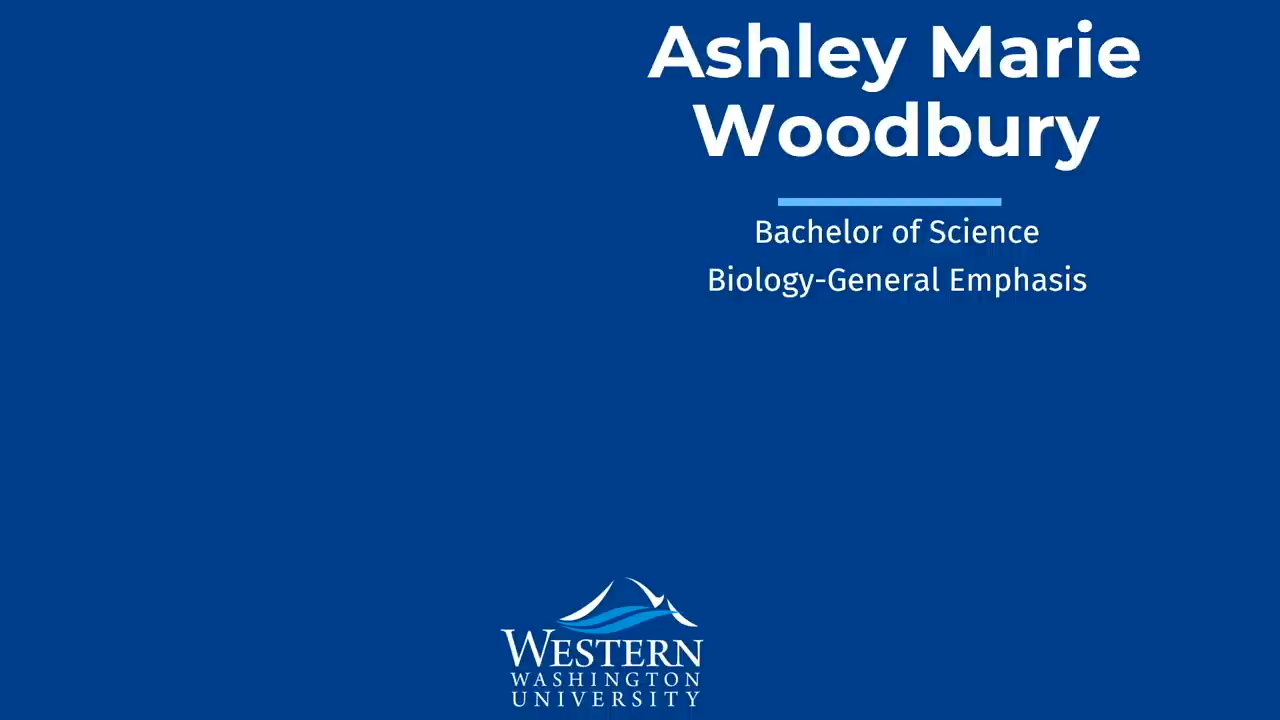 Ashley Marie
Woodbury
Bachelor of Science
Biology-General Emphasis
WESTERN
WASHINGTON
UNIVERSITY